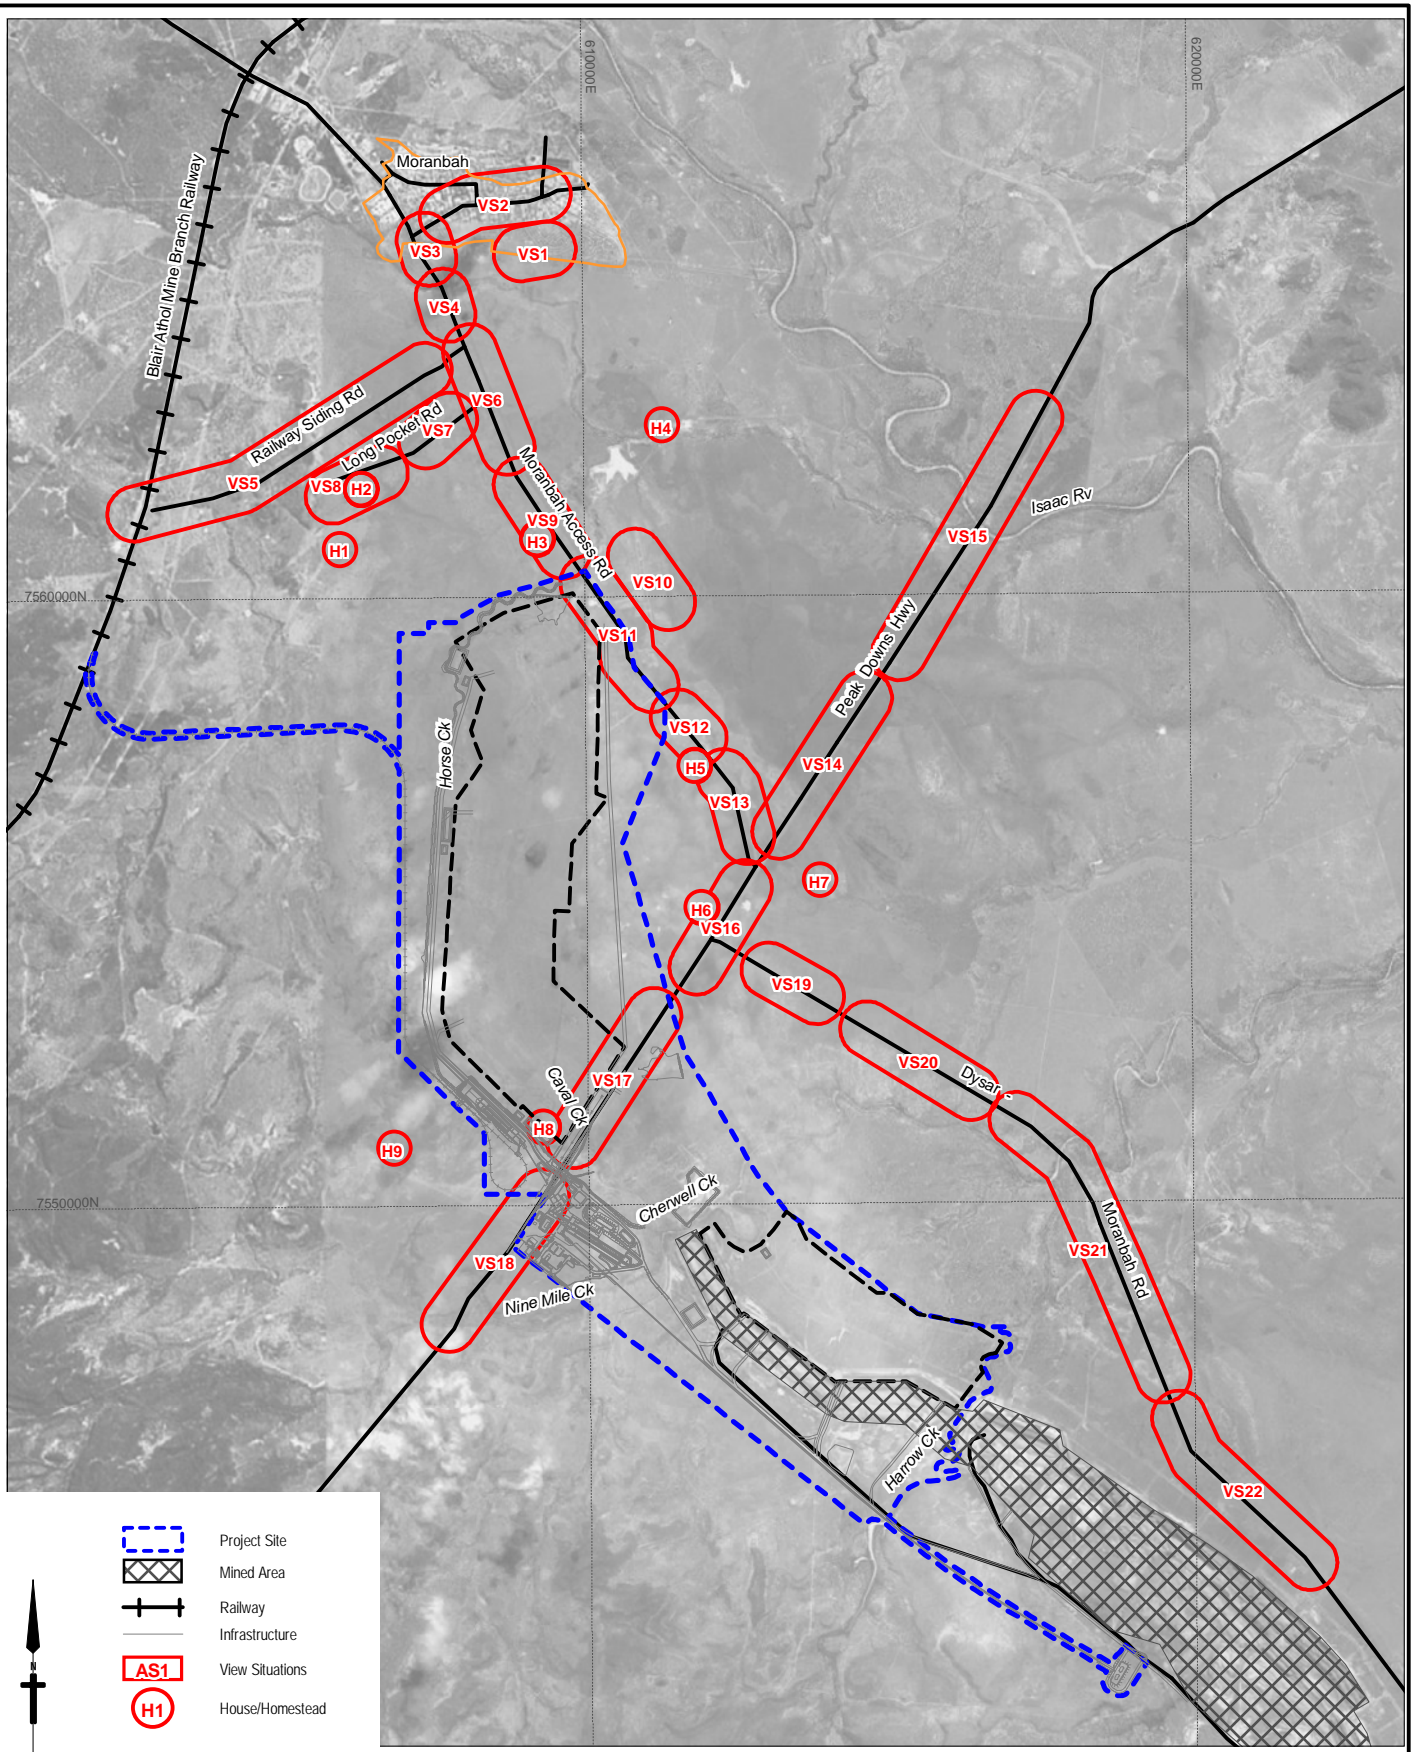 610000E
620000E
Moranbah
VS2
VS3
VS1
Blair Athol Mine Branch Railway
VS4
Railway Siding Rd
VS6
Long Pocket Rd
VS7
H4
VS5
VS8
H2
Moranbah Access Rd
Isaac Rv
VS9
H3
VS15
H1
VS10
7560000N
VS11
Peak Downs Hwy
VS12
Horse Ck
H5
VS14
VS13
H7
H6
VS16
VS19
VS20
VS17
Caval Ck
Dysar
H8
H9
Cherwell Ck
7550000N
Moranbah Rd
VS21
VS18
Nine Mile Ck
Harrow Ck
VS22
Project Site
Mined Area
Railway
Infrastructure
AS1
View Situations
H1
House/Homestead
N